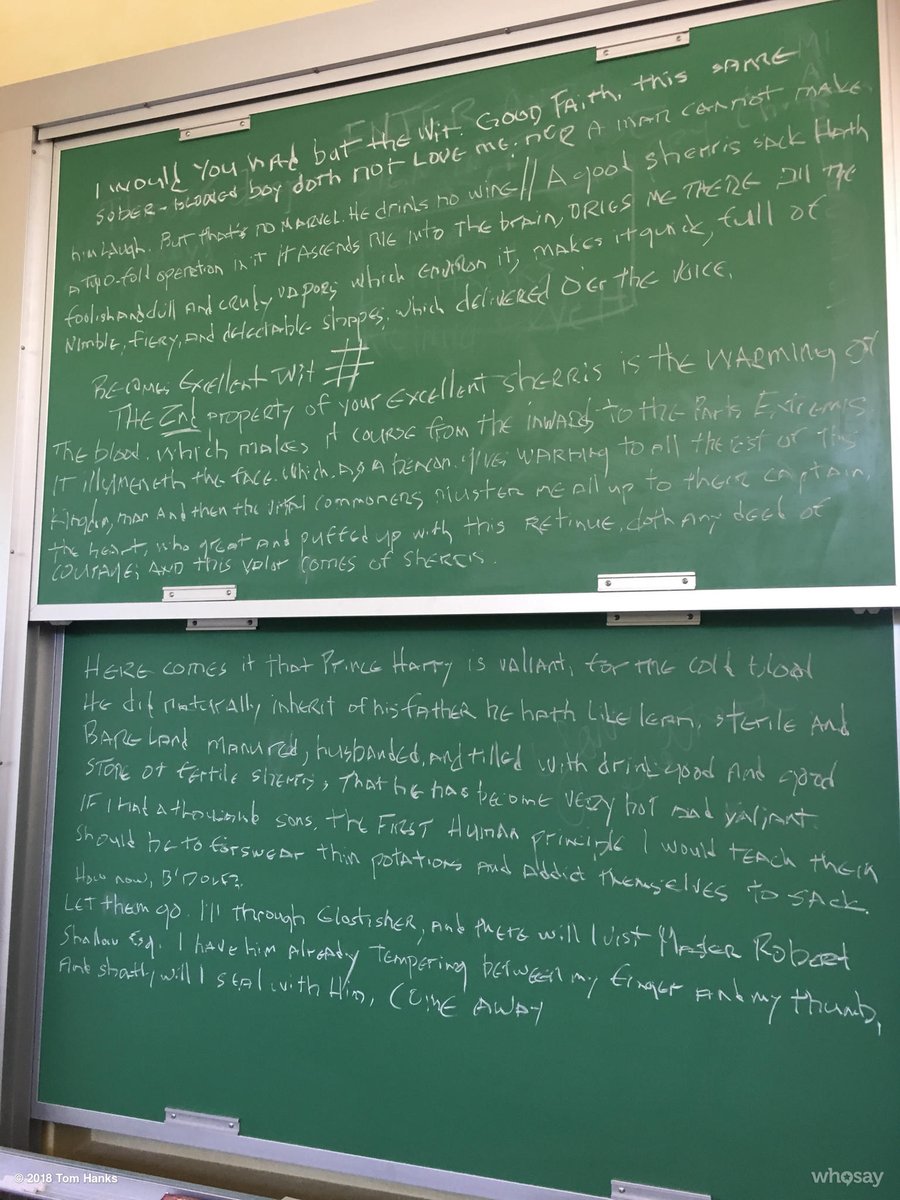 I would you had but the wit. Good Faith, this same
sober-blooded boy doth not love me: nor a man cannot make
him laugh. But that's no marvel. He drinks no wine// A good sherris sack Hath
a two-fold operation in it. It ascends me into the brain, dries me there all the
foolish and dull and crudy vapors which environ it, makes it quick, full of
nimble, fiery, and delectable shapes, which delivered o'er the voice,
Becomes excellent wit #
The 2nd property of your excellent sherris is the warming of
The blood. Which makes it course from the inwards to the Parts Extremes
It illumeneth the face. Which, as a beacon. Gives warning to all the rest of this
Kingdom, man and then the vital commoners muster me all up to their captain,
the heart, who great and puffed up with this retinue, doth any deed of
courage; and this valor comes of sherris.
Here comes it that Prince Harry is valiant, for the cold blood
He did naturally inherit of his father he hath like lean, sterile and
Bare land manured, husbanded, and tilled with drink good and good
store of fertile sherris, That he has become very hot and valiant.
If I had a thousand sons, the First Human principle I would teach them
should be to forswear thin potations and addict themselves to sack.
How now, B'Dolf?
Let them go. I'll through Glostisher, and there will I vist Master Robert
Shallow Esq. I have him already tempering between my finger and my thumb,
And shortly will I seal with Him, Come away
© 2018 Tom Hanks
whosay